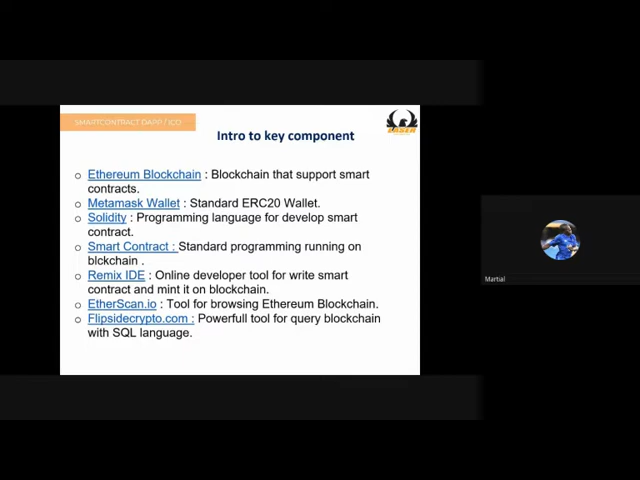 SMARTCONTRACT DAPP / ICO
EASER
Intro to key component
o Ethereum Blockchain : Blockchain that support smart
contracts.
o Metamask Wallet : Standard ERC20 Wallet.
o Solidity : Programming language for develop smart
contract.
o Smart Contract : Standard programming running on
blckchain .
o Remix IDE : Online developer tool for write smart
contract and mint it on blockchain.
o EtherScan.io : Tool for browsing Ethereum Blockchain.
o Flipsidecrypto.com : Powerfull tool for query blockchain
with SQL language.
Martial